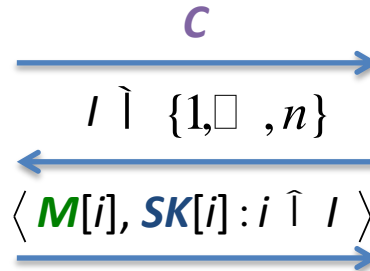 C
I Ì {1,□ ,n}
⟨ M[i], SK[i] : i Î I ⟩